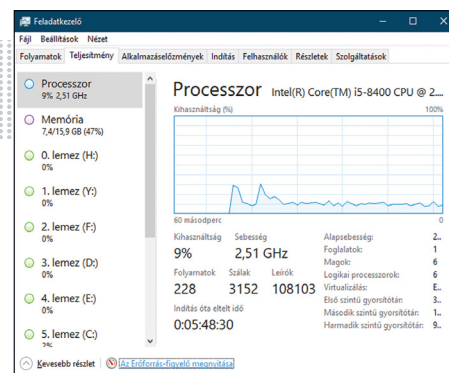 Feladatkezelő
Fájl Beállítások Nézet
Folyamatok Teljesítmény Alkalmazáselőzmények Indítás Felhasználók Részletek Szolgáltatások
Processzor
9% 2,51 GHz
Memória
7,4/15,9 GB (47%)
0. lemez (H:)
0%
1. lemez (Y:)
0%
2. lemez (F:)
0%
3. lemez (D:)
0%
4. lemez (E:)
0%
5. lemez (C:)
2%
Processzor Intel(R) Core(TM) i5-8400 CPU @ 2....
Kihasználtság (%) 100%
60 másodperc 0
Kihasználtság Sebesség
9% 2,51 GHz
Folyamatok Szálak Leírók
228 3152 108103
Indítás óta eltelt idő
0:05:48:30
Alapsebesség: 2...
Foglalatok: 1
Magok: 6
Logikai processzorok: 6
Virtualizálás: E...
Első szintű gyorsítótár: 3...
Második szintű gyorsítótár: 1...
Harmadik szintű gyorsítótár: 9...
Kevesebb részlet Az Erőforrás-figyelő megnyitása